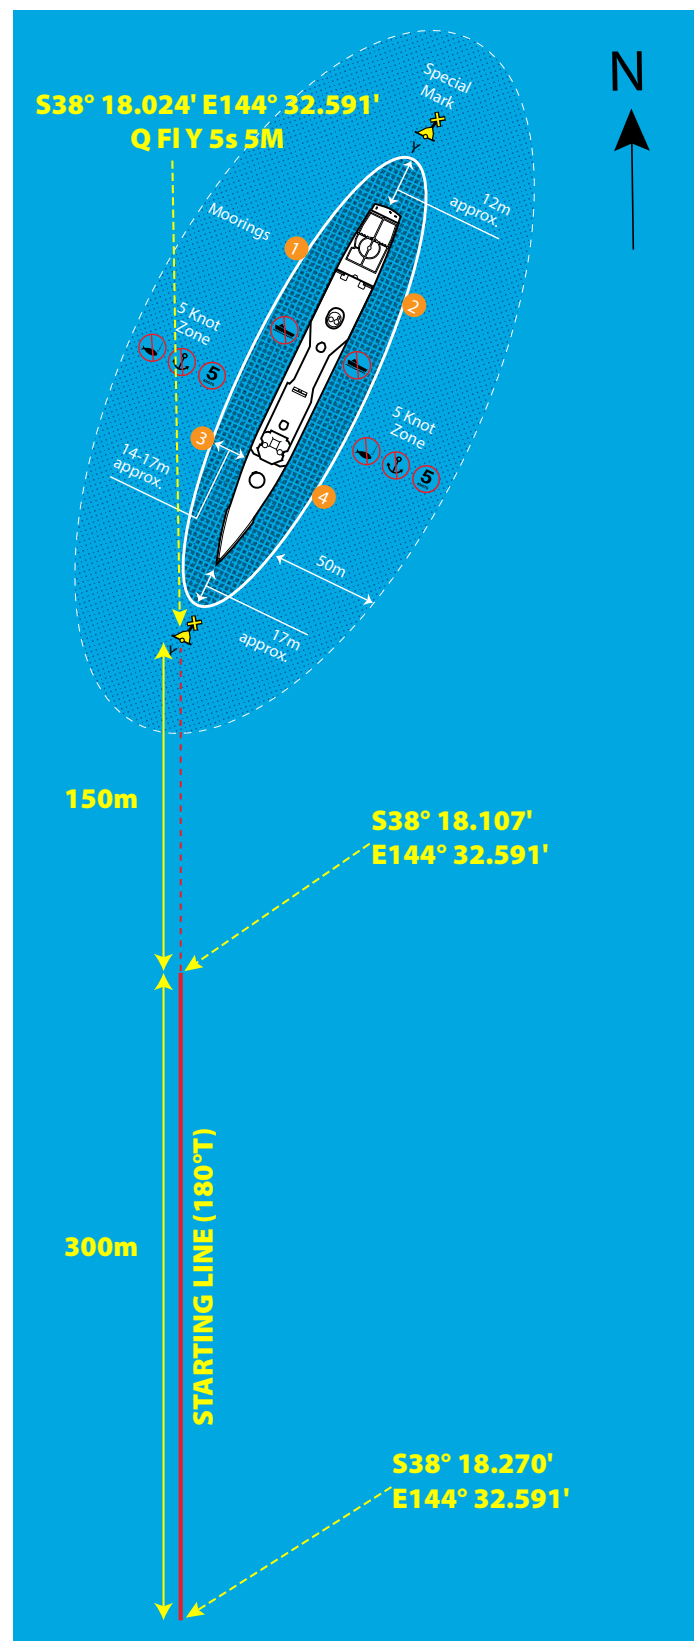 N
Special
Mark
S38° 18.024' E144° 32.591'
Q Fl Y 5s 5M
Y
12m
approx.
Moorings
1
2
5 Knot
Zone
5
3
5 Knot
Zone
5
14-17m
approx.
4
50m
17m
approx.
Y
150m
S38° 18.107'
E144° 32.591'
STARTING LINE (180°T)
300m
S38° 18.270'
E144° 32.591'